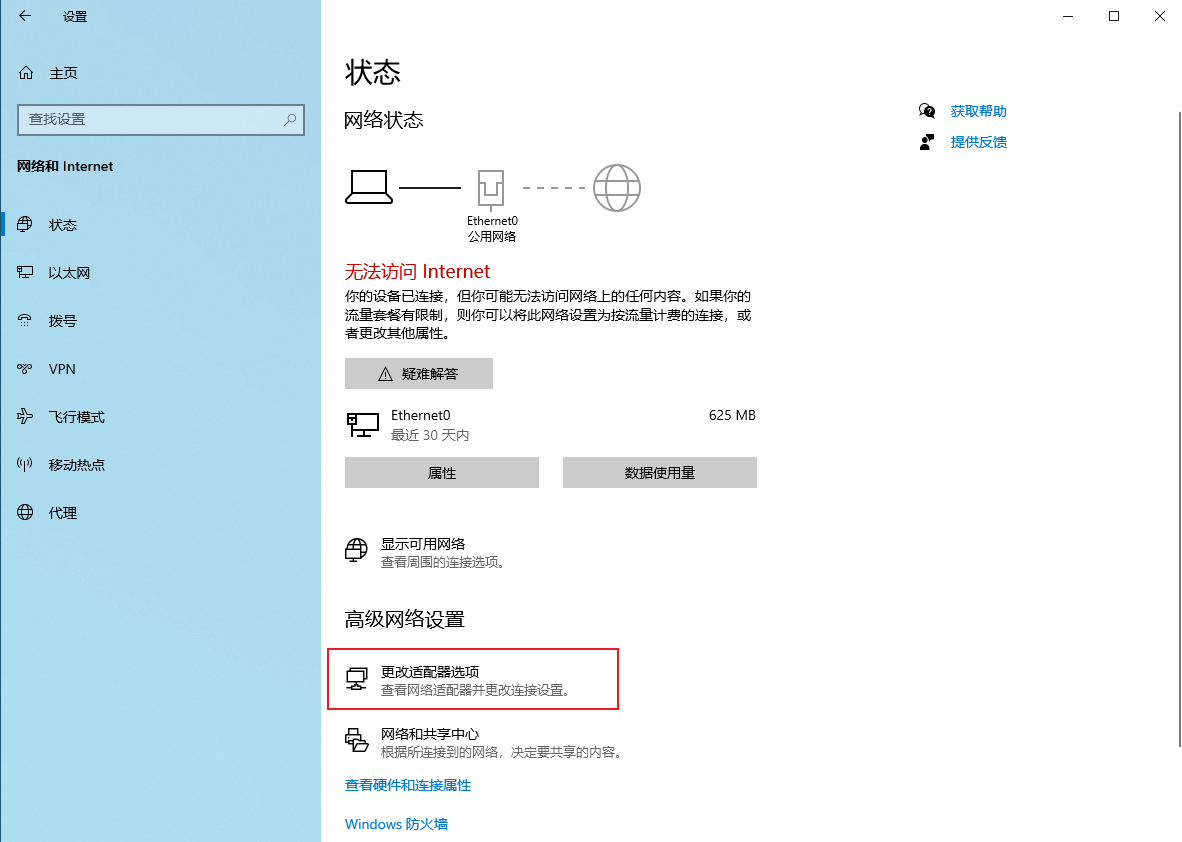 设置
主页
查找设置
网络和 Internet
状态
以太网
拨号
VPN
飞行模式
移动热点
代理
状态
网络状态
Ethernet0
公用网络
无法访问 Internet
你的设备已连接，但你可能无法访问网络上的任何内容。如果你的
流量套餐有限制，则你可以将此网络设置为按流量计费的连接，或
者更改其他属性。
疑难解答
Ethernet0
625 MB
最近 30 天内
属性
数据使用量
显示可用网络
查看周围的连接选项。
高级网络设置
更改适配器选项
查看网络适配器并更改连接设置。
网络和共享中心
根据所连接到的网络，决定要共享的内容。
查看硬件和连接属性
Windows 防火墙
获取帮助
提供反馈